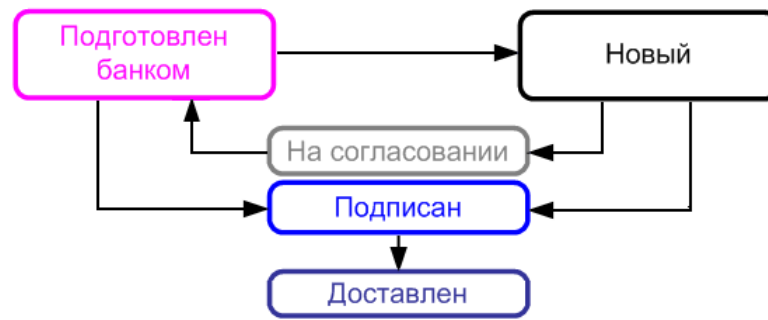 Подготовлен
банком
Новый
На согласовании
Подписан
Доставлен